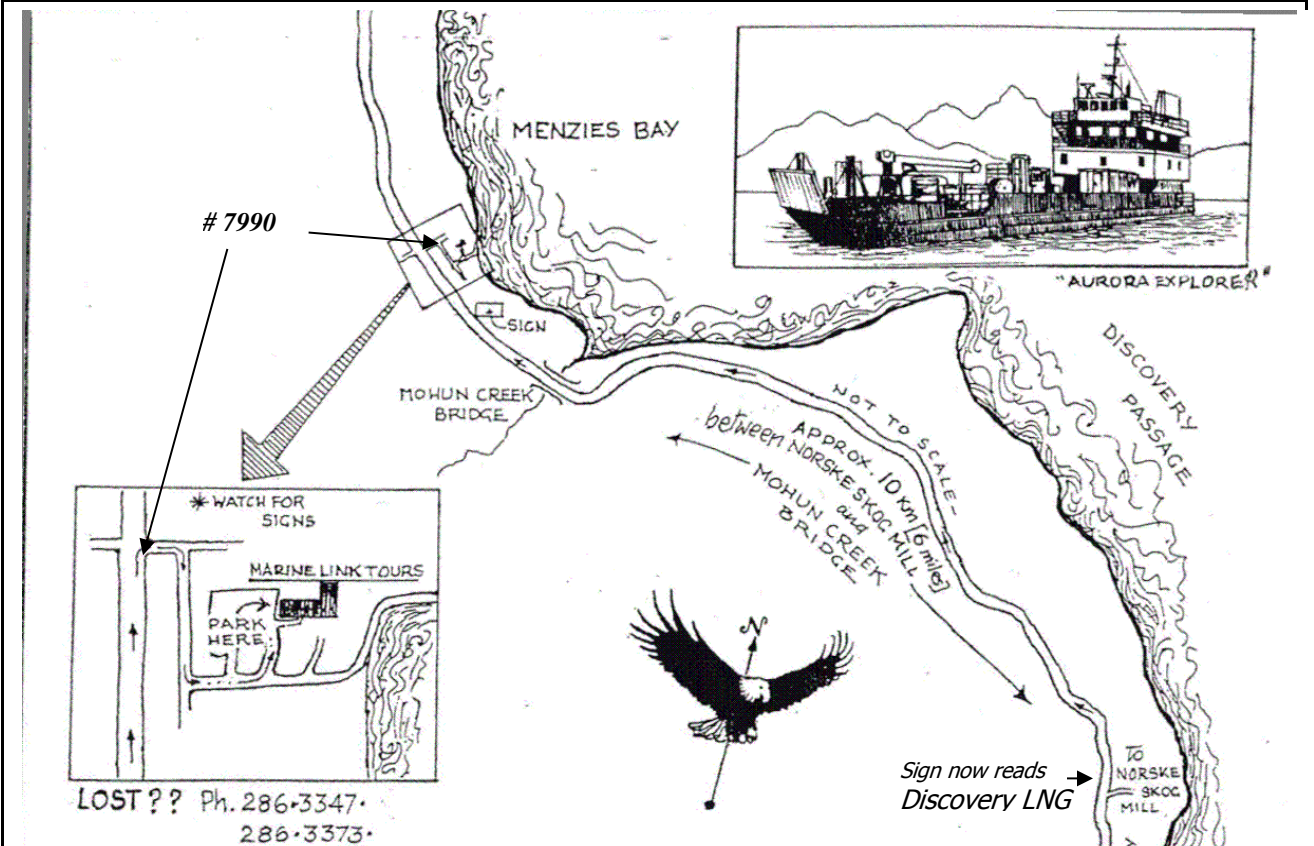 MENZIES BAY
"AURORA EXPLORER"
# 7990
SIGN
DISCOVERY
PASSAGE
MOHUN CREEK
BRIDGE
NOT TO SCALE-
APPROX. 10 Km [6 miles]
between NORSKE SKOG MILL
and
MOHUN CREEK
BRIDGE
✳ WATCH FOR
SIGNS
MARINE LINK TOURS
PARK
HERE
N
LOST?? Ph. 286·3347·
286·3373·
Sign now reads
Discovery LNG
To
NORSKE
SKOG
MILL